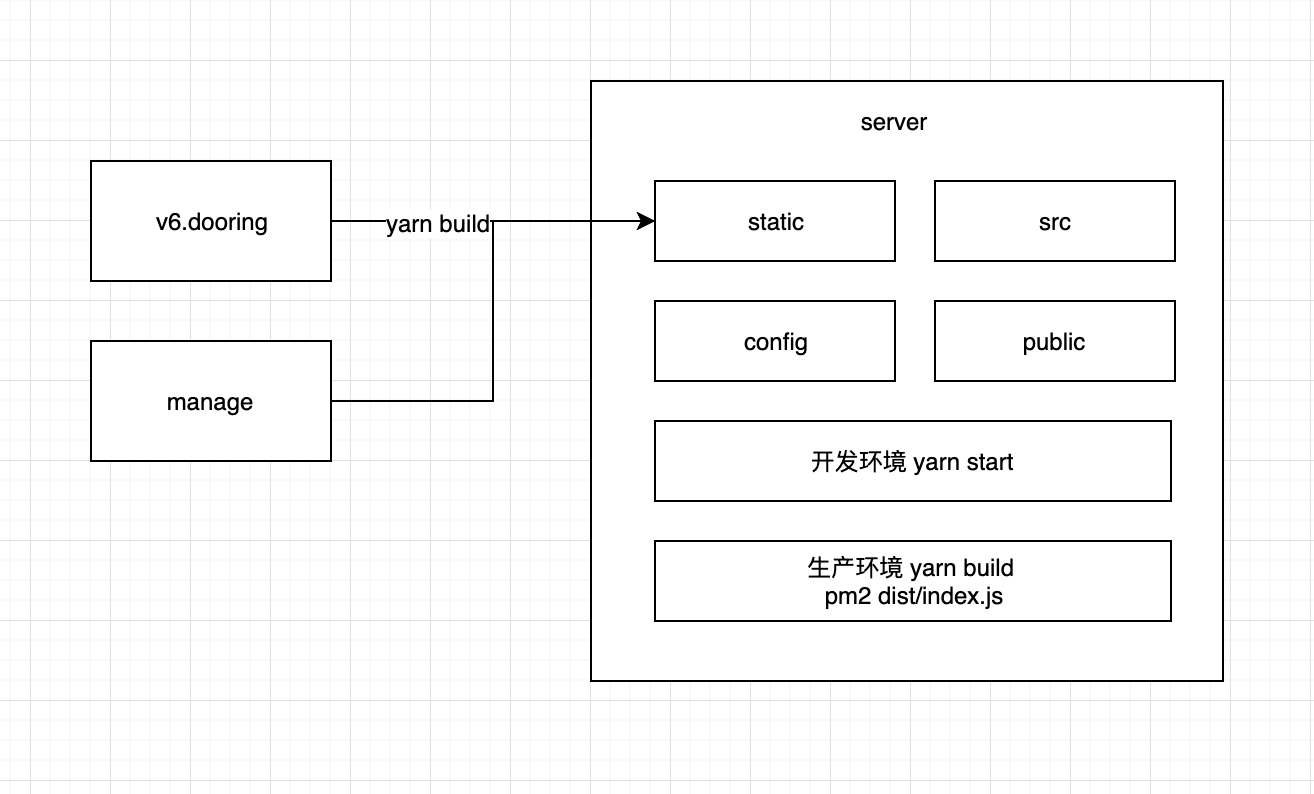 server
v6.dooring
yarn build
static
src
manage
config
public
开发环境 yarn start
生产环境 yarn build
pm2 dist/index.js